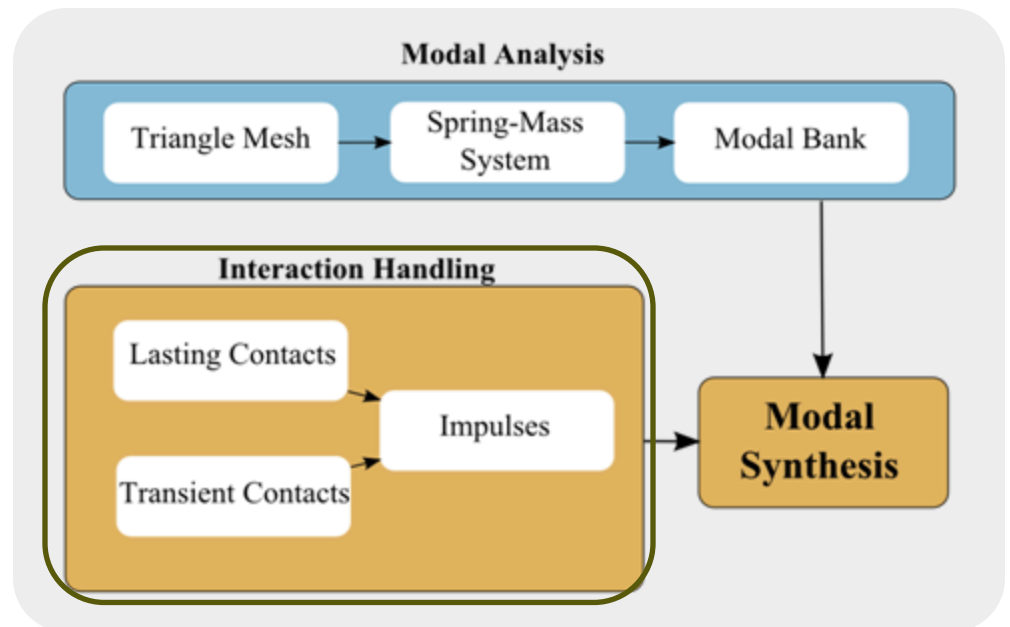 Modal Analysis
Triangle Mesh
Spring-Mass
System
Modal Bank
Interaction Handling
Lasting Contacts
Impulses
Transient Contacts
Modal
Synthesis